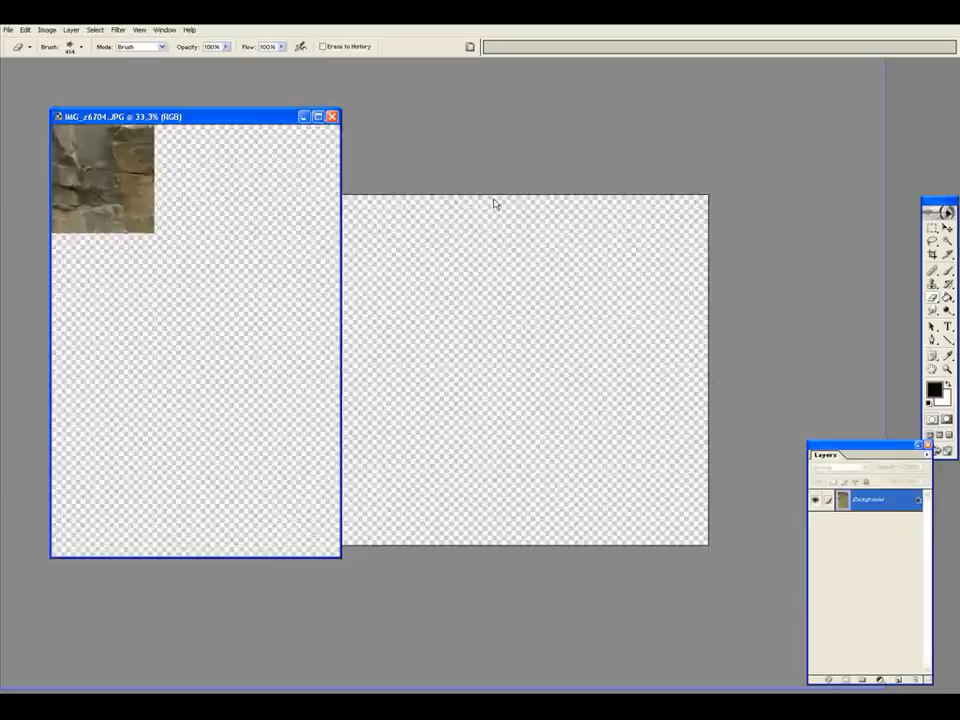 File Edit Image Layer Select Filter View Window Help
Brush: 414 Mode: Brush Opacity: 100% Flow: 100% Erase to History
IMG_z6704.JPG @ 33.3% (RGB)
T
Layers
Background